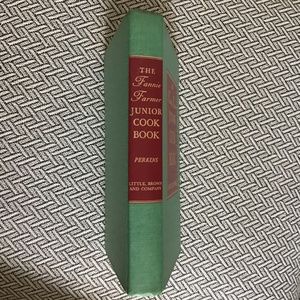 THE
Fannie
Farmer
JUNIOR
COOK
BOOK
PERKINS
LITTLE, BROWN
AND COMPANY